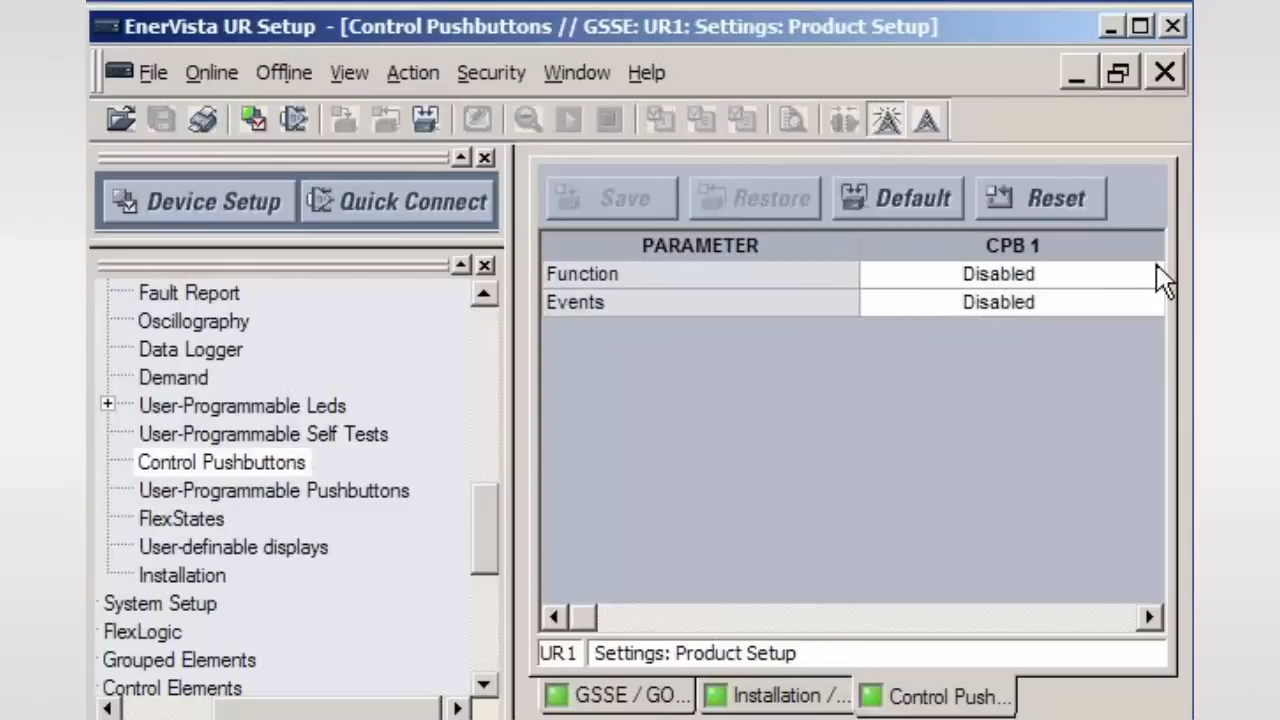 EnerVista UR Setup - [Control Pushbuttons // GSSE: UR1: Settings: Product Setup]
File Online Offline View Action Security Window Help
Device Setup Quick Connect
Fault Report
Oscillography
Data Logger
Demand
User-Programmable Leds
User-Programmable Self Tests
Control Pushbuttons
User-Programmable Pushbuttons
FlexStates
User-definable displays
Installation
System Setup
FlexLogic
Grouped Elements
Control Elements
Save Restore Default Reset
PARAMETER CPB 1
Function Disabled
Events Disabled
UR1 Settings: Product Setup
GSSE / GO... Installation /... Control Push...